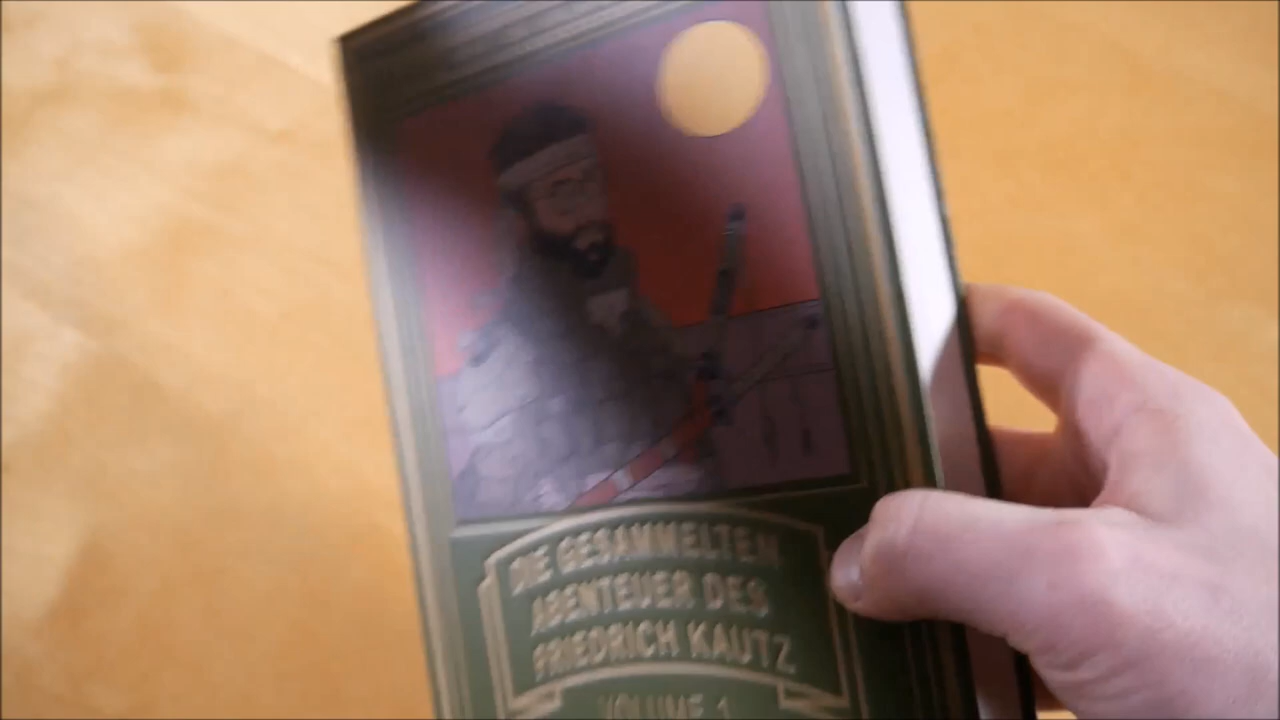 DIE GESAMMELTEN
ABENTEUER DES
FRIEDRICH KAUTZ
VOLUME 1